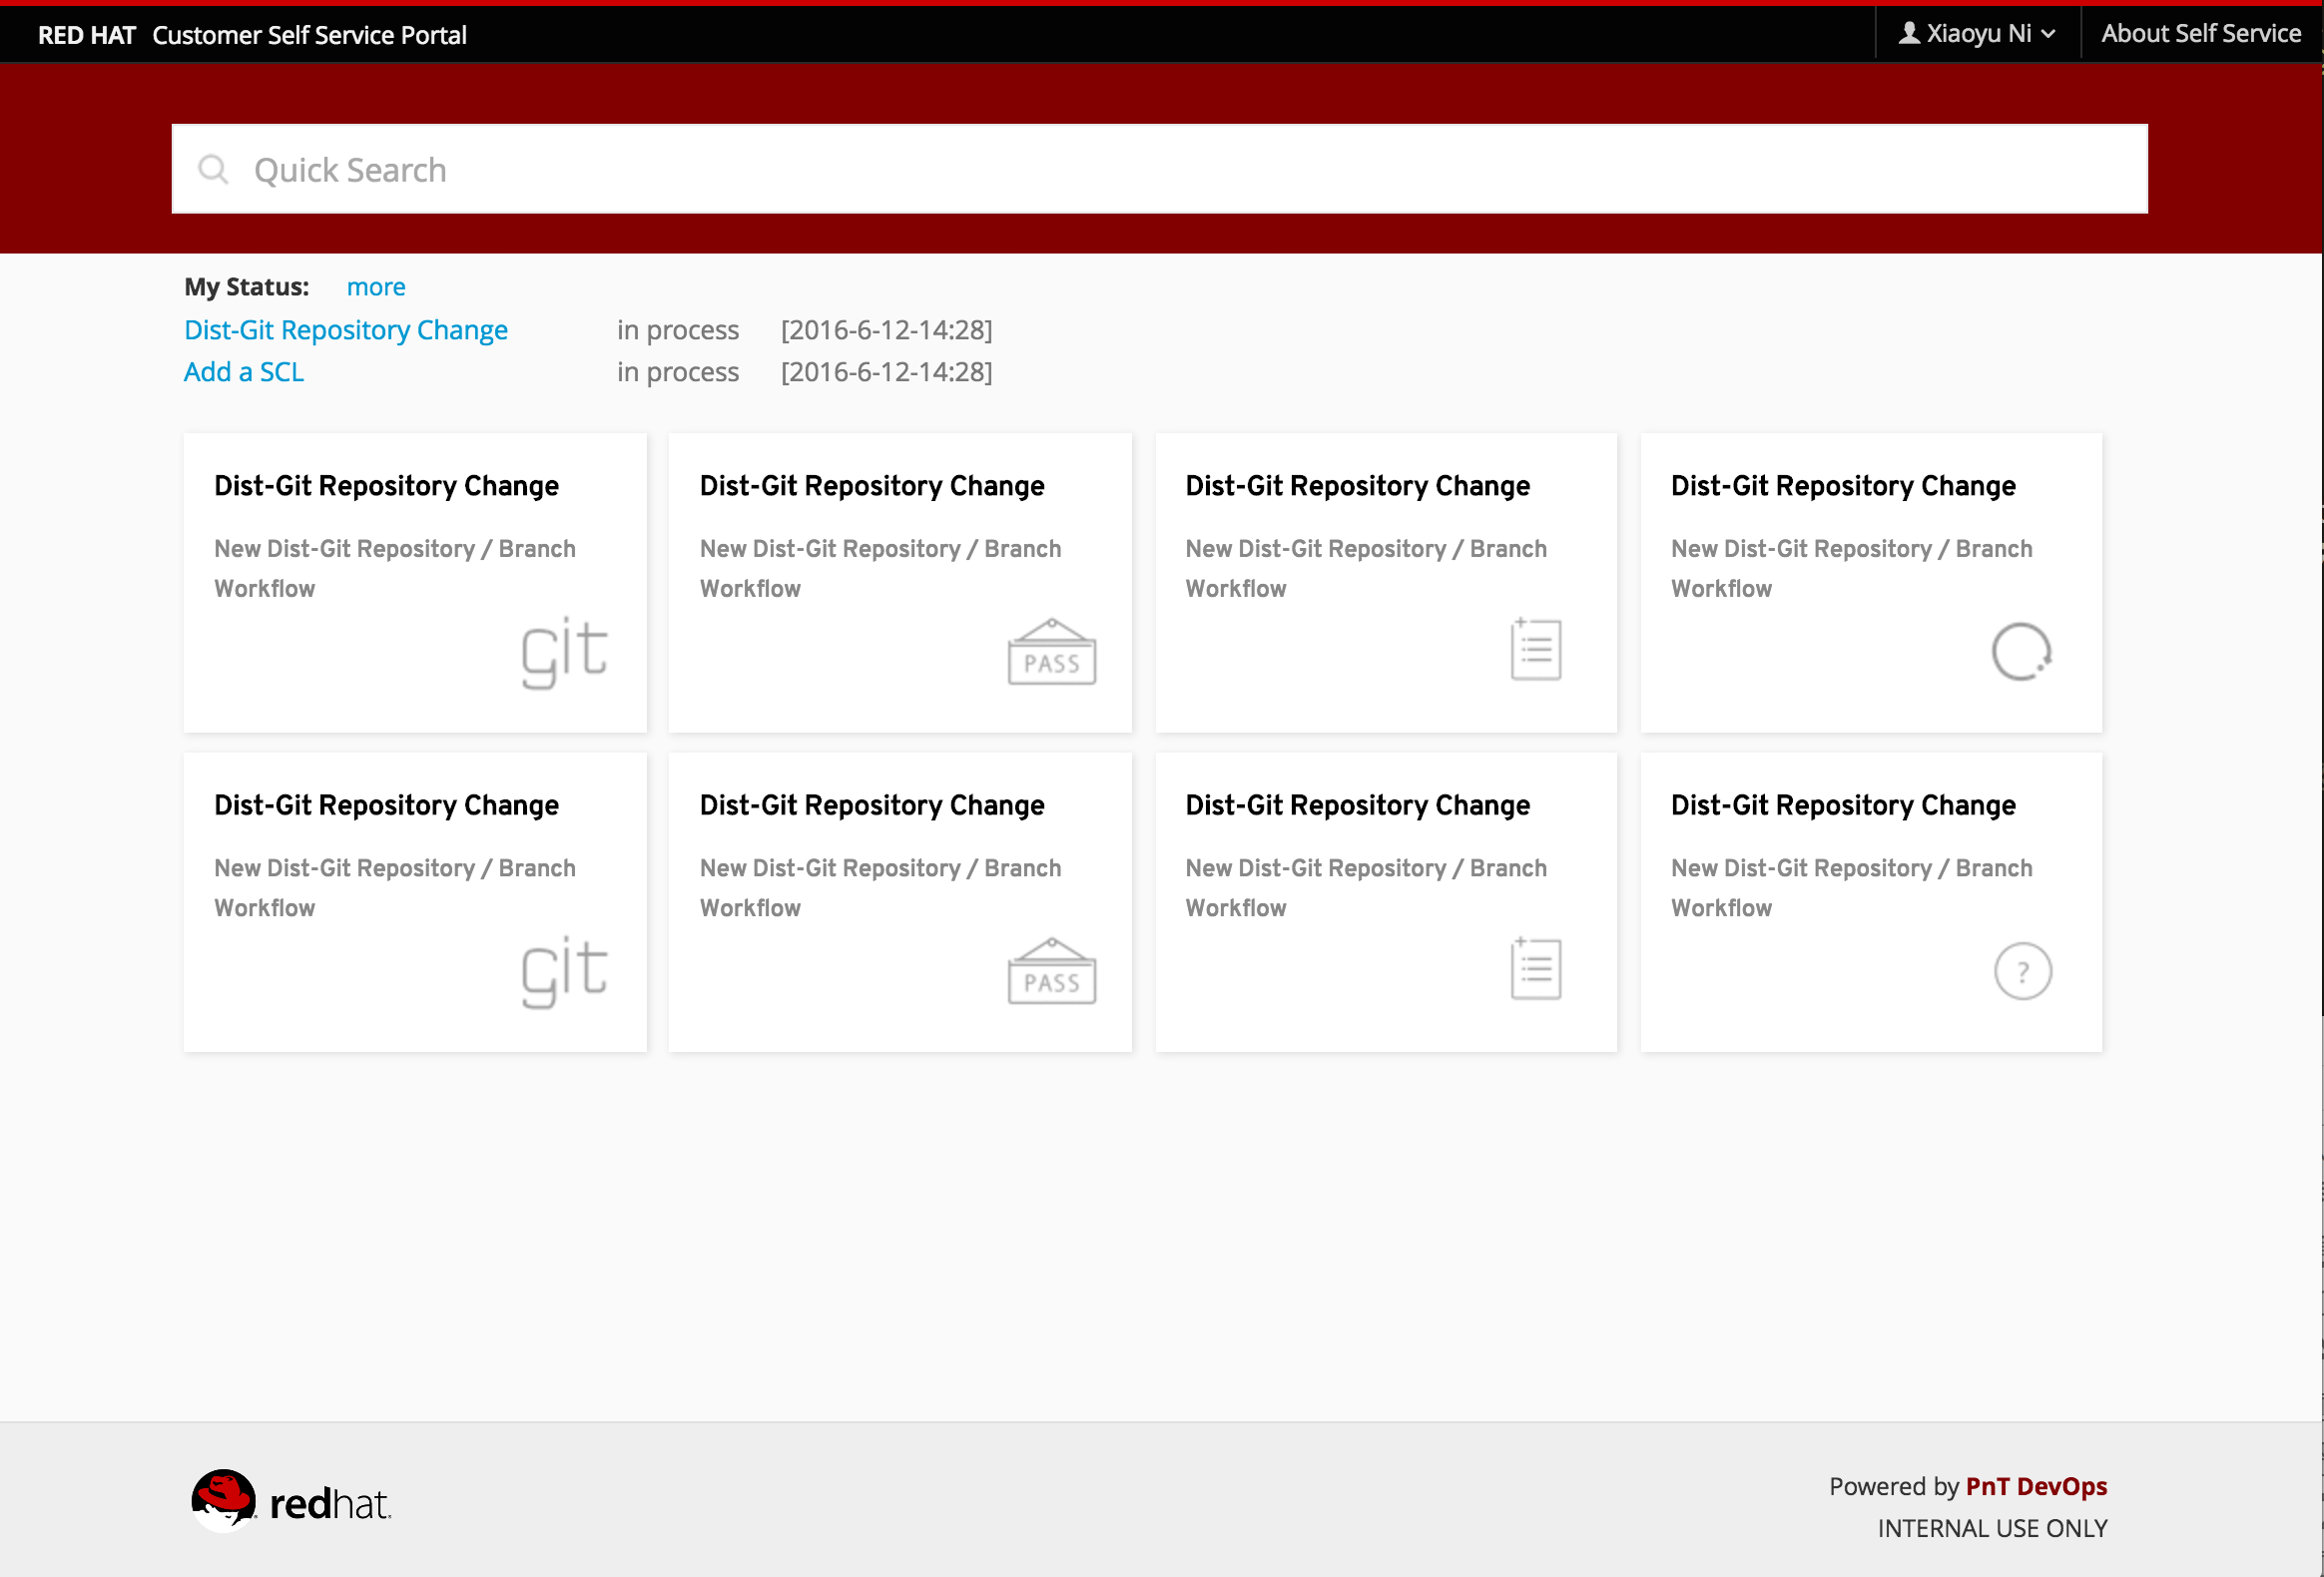 RED HAT Customer Self Service Portal
Xiaoyu Ni
About Self Service
Quick Search
My Status: more
Dist-Git Repository Change in process [2016-6-12-14:28]
Add a SCL in process [2016-6-12-14:28]
Dist-Git Repository Change
New Dist-Git Repository / Branch
Workflow
git
Dist-Git Repository Change
New Dist-Git Repository / Branch
Workflow
PASS
Dist-Git Repository Change
New Dist-Git Repository / Branch
Workflow
Dist-Git Repository Change
New Dist-Git Repository / Branch
Workflow
Dist-Git Repository Change
New Dist-Git Repository / Branch
Workflow
git
Dist-Git Repository Change
New Dist-Git Repository / Branch
Workflow
PASS
Dist-Git Repository Change
New Dist-Git Repository / Branch
Workflow
Dist-Git Repository Change
New Dist-Git Repository / Branch
Workflow
?
redhat.
Powered by PnT DevOps
INTERNAL USE ONLY